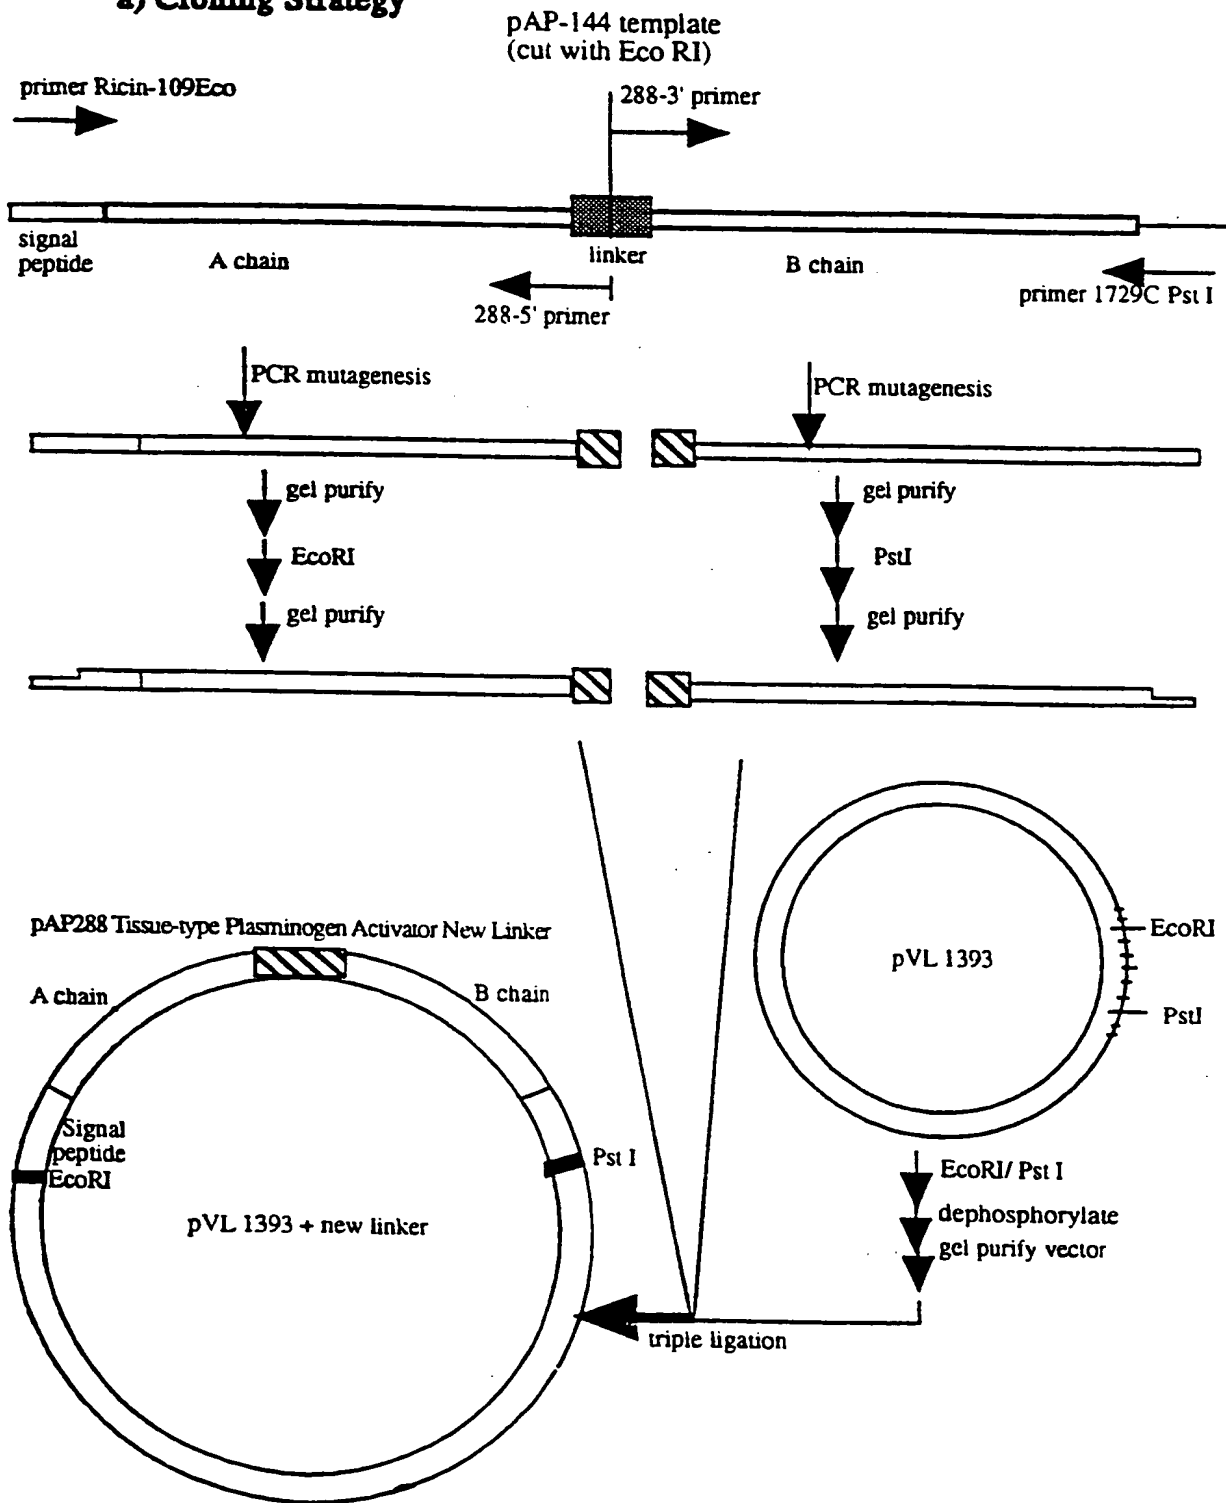 a) Cloning Strategy
pAP-144 template
(cut with Eco RI)
primer Ricin-109Eco
288-3' primer
signal
peptide
A chain
linker
B chain
288-5' primer
primer 1729C Pst I
PCR mutagenesis
PCR mutagenesis
gel purify
gel purify
EcoRI
PstI
gel purify
gel purify
pAP288 Tissue-type Plasminogen Activator New Linker
A chain
B chain
pVL 1393
EcoRI
PstI
Signal
peptide
EcoRI
Pst I
pVL 1393 + new linker
EcoRI/ Pst I
dephosphorylate
gel purify vector
triple ligation